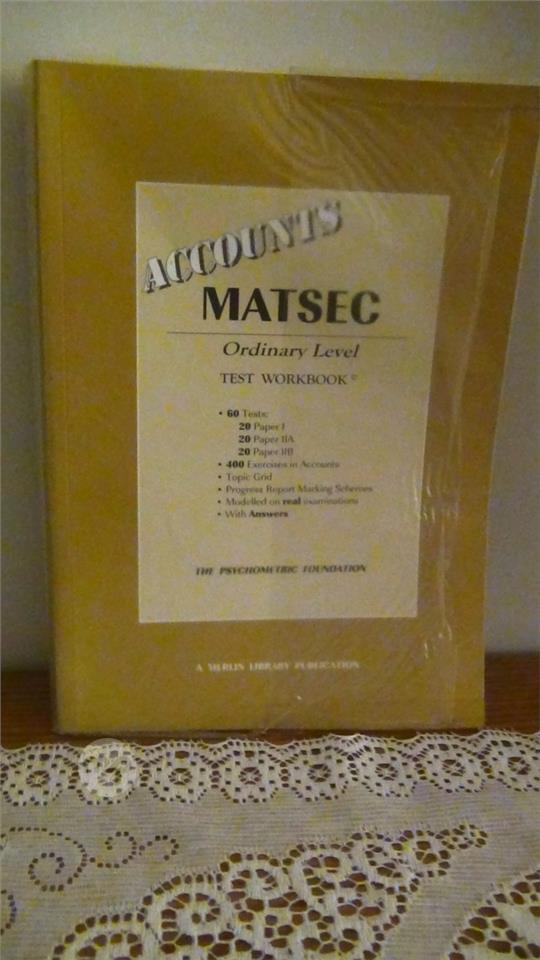 ACCOUNTS
MATSEC
Ordinary Level
TEST WORKBOOK ©
• 60 Tests:
20 Paper I
20 Paper IIA
20 Paper IIB
• 400 Exercises in Accounts
• Topic Grid
• Progress Report Marking Schemes
• Modelled on real examinations
• With Answers
THE PSYCHOMETRIC FOUNDATION
A MERLIN LIBRARY PUBLICATION